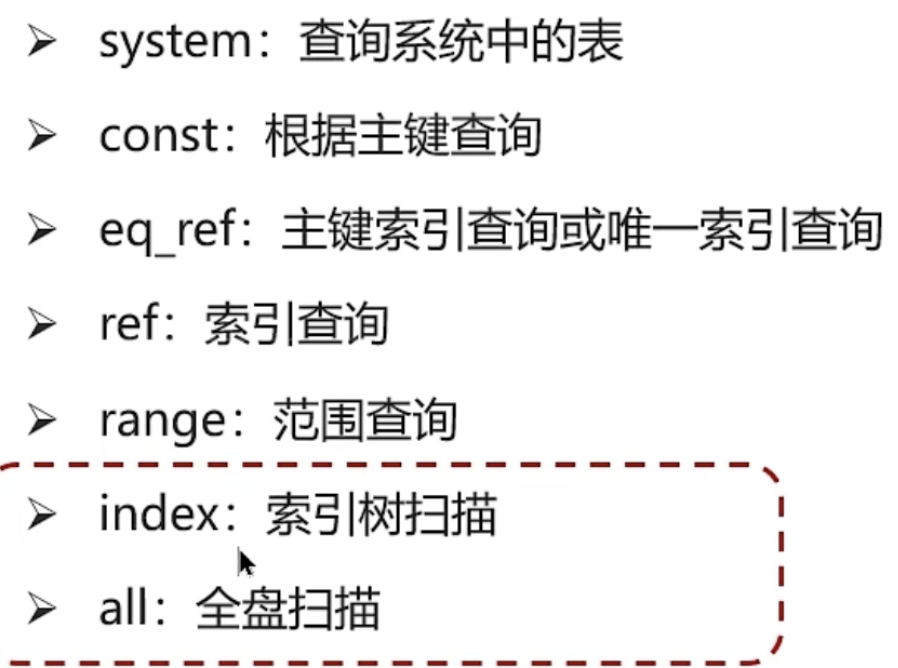 ➢ system：查询系统中的表
➢ const：根据主键查询
➢ eq_ref：主键索引查询或唯一索引查询
➢ ref：索引查询
➢ range：范围查询
➢ index：索引树扫描
➢ all：全盘扫描